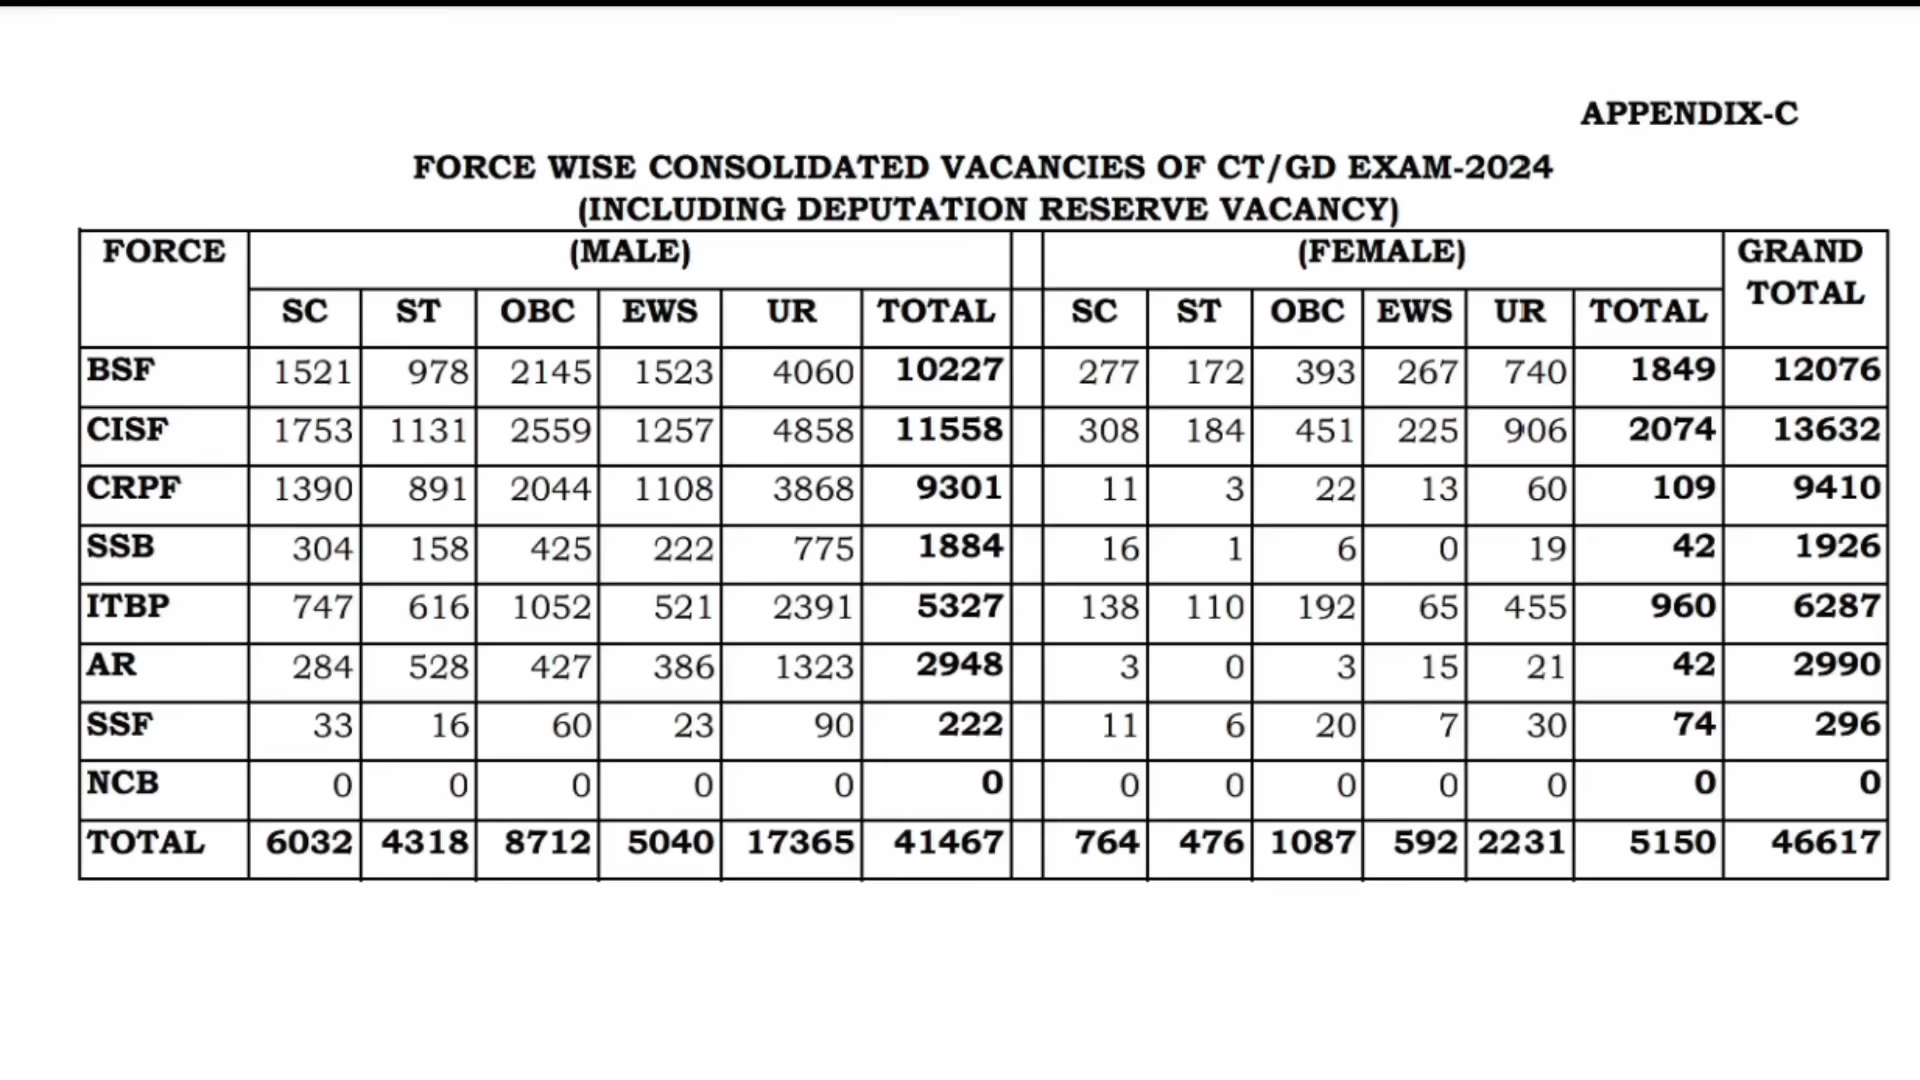 APPENDIX-C
FORCE WISE CONSOLIDATED VACANCIES OF CT/GD EXAM-2024
(INCLUDING DEPUTATION RESERVE VACANCY)
FORCE (MALE) (FEMALE) GRAND TOTAL
SC ST OBC EWS UR TOTAL SC ST OBC EWS UR TOTAL
BSF 1521 978 2145 1523 4060 10227 277 172 393 267 740 1849 12076
CISF 1753 1131 2559 1257 4858 11558 308 184 451 225 906 2074 13632
CRPF 1390 891 2044 1108 3868 9301 11 3 22 13 60 109 9410
SSB 304 158 425 222 775 1884 16 1 6 0 19 42 1926
ITBP 747 616 1052 521 2391 5327 138 110 192 65 455 960 6287
AR 284 528 427 386 1323 2948 3 0 3 15 21 42 2990
SSF 33 16 60 23 90 222 11 6 20 7 30 74 296
NCB 0 0 0 0 0 0 0 0 0 0 0 0 0
TOTAL 6032 4318 8712 5040 17365 41467 764 476 1087 592 2231 5150 46617